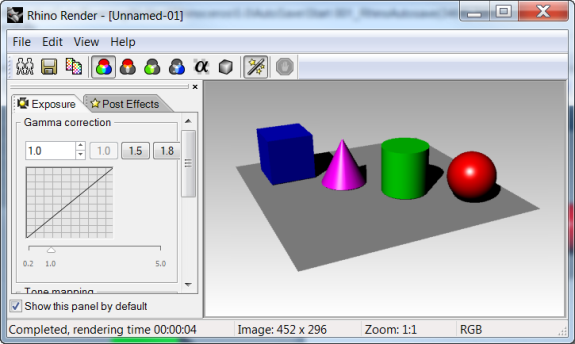 Rhino Render - [Unnamed-01]
File Edit View Help
α
Exposure Post Effects
Gamma correction
1.0 1.0 1.5 1.8
0.2 1.0 5.0
Tone mapping
Show this panel by default
Completed, rendering time 00:00:04 Image: 452 x 296 Zoom: 1:1 RGB